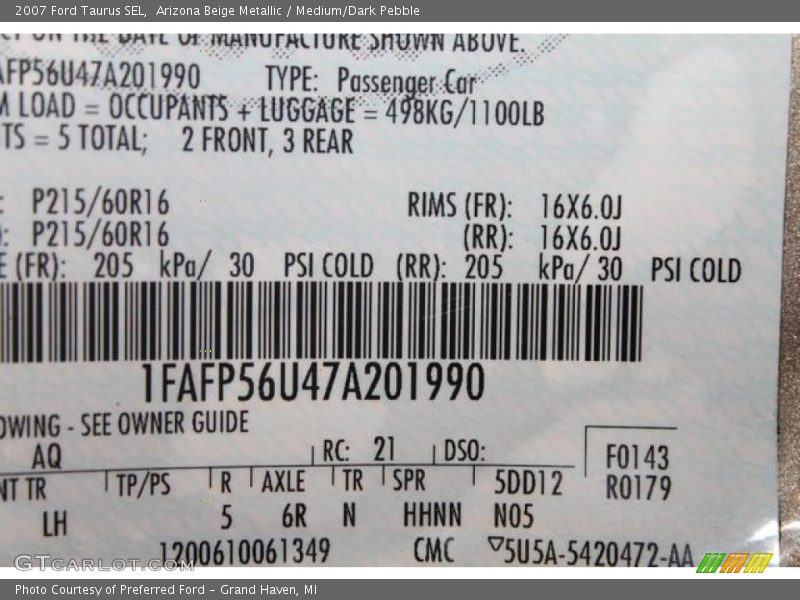 2007 Ford Taurus SEL,  Arizona Beige Metallic / Medium/Dark Pebble
DATE OF MANUFACTURE SHOWN ABOVE.
AFP56U47A201990 TYPE: Passenger Car
M LOAD = OCCUPANTS + LUGGAGE = 498KG/1100LB
TS = 5 TOTAL; 2 FRONT, 3 REAR
: P215/60R16 RIMS (FR): 16X6.0J
: P215/60R16 (RR): 16X6.0J
E (FR): 205 kPa/ 30 PSI COLD (RR): 205 kPa/ 30 PSI COLD
1FAFP56U47A201990
OWING - SEE OWNER GUIDE
AQ RC: 21 DSO: F0143
NT TR TP/PS R AXLE TR SPR 5DD12 R0179
LH 5 6R N HHNN N05
1200610061349 CMC ▽5U5A-5420472-AA
GTCARLOT.COM
Photo Courtesy of Preferred Ford – Grand Haven, MI